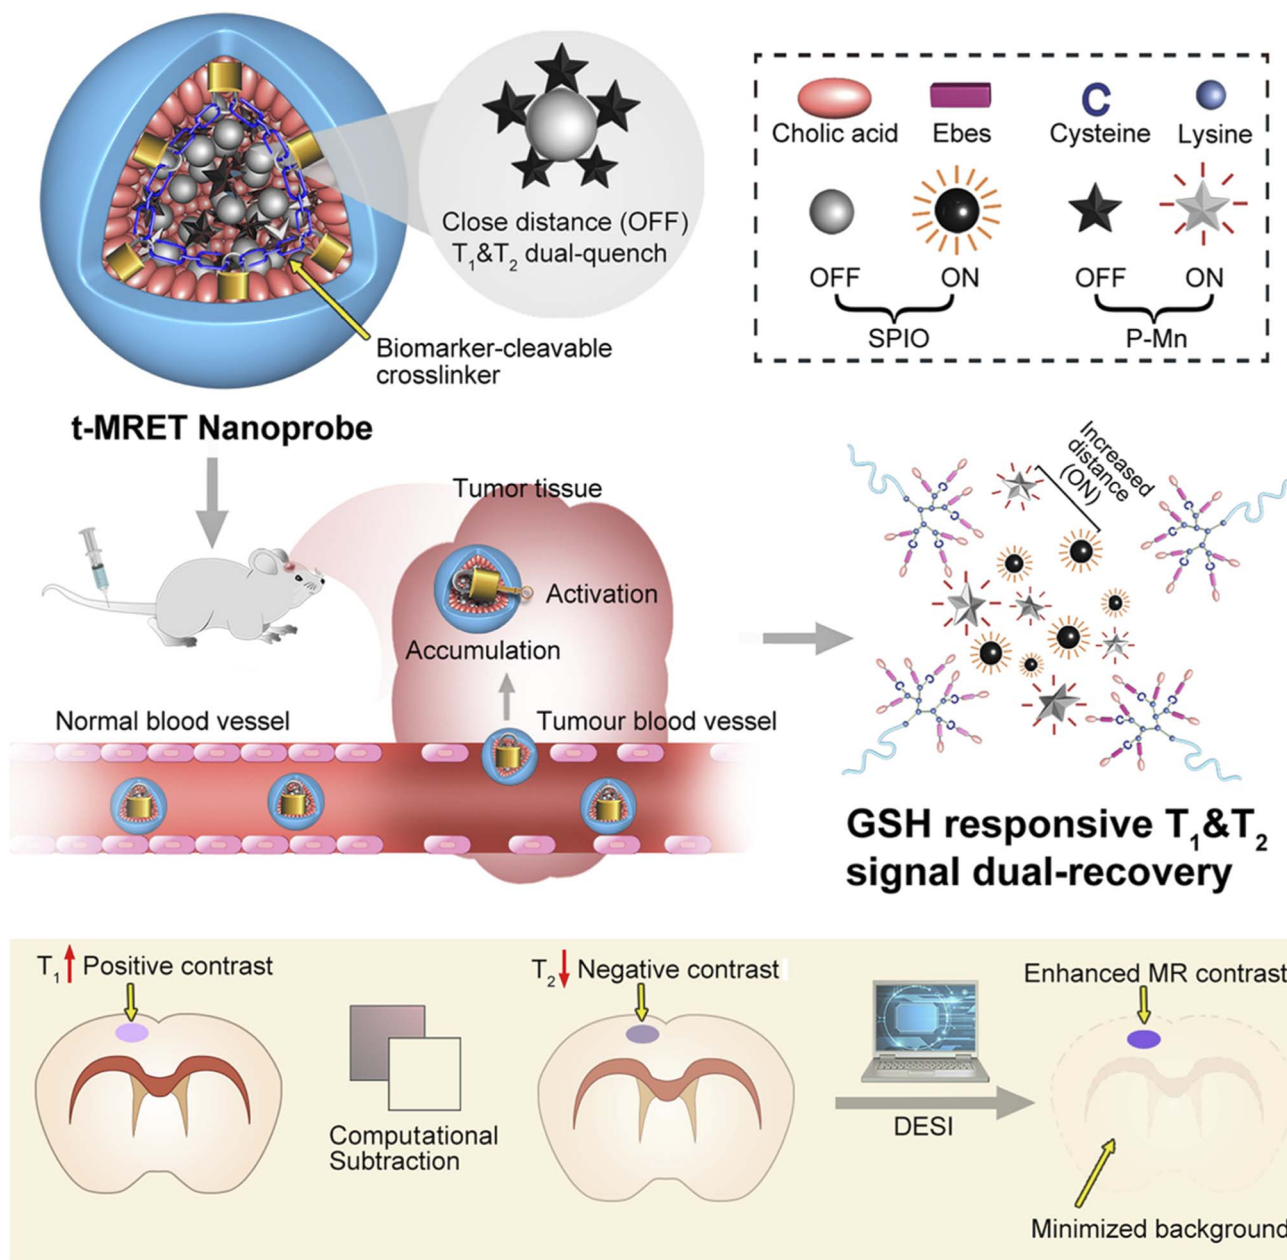 Close distance (OFF)
T₁&T₂ dual-quench
Biomarker-cleavable
crosslinker
t-MRET Nanoprobe
Cholic acid
Ebes
Cysteine
Lysine
OFF
ON
OFF
ON
SPIO
P-Mn
Tumor tissue
Activation
Accumulation
Normal blood vessel
Tumour blood vessel
Increased
distance
(ON)
GSH responsive T₁&T₂
signal dual-recovery
T₁ Positive contrast
Computational
Subtraction
T₂ Negative contrast
DESI
Enhanced MR contrast
Minimized background